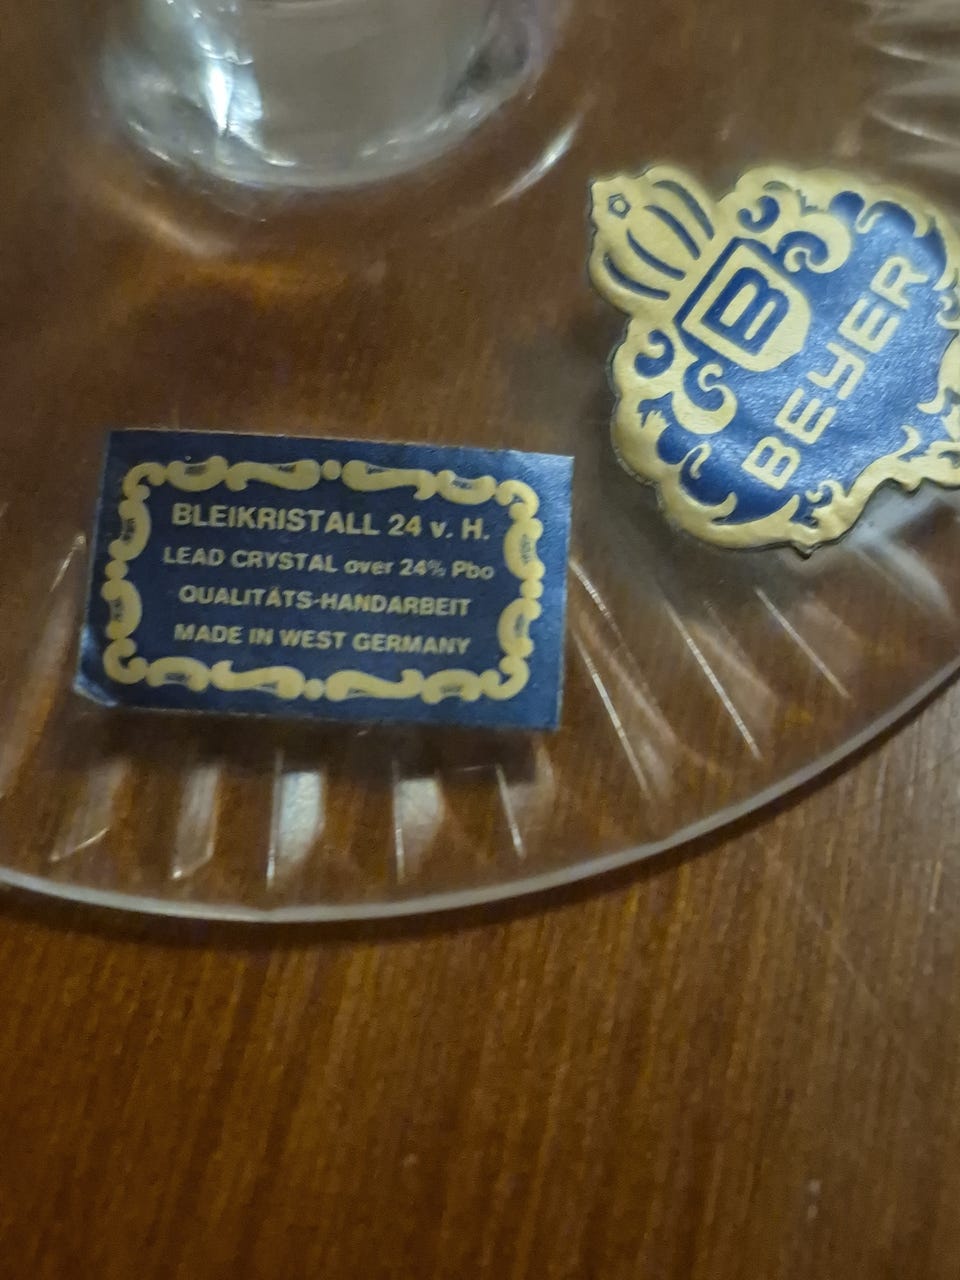 B
BEYER
BLEIKRISTALL 24 v. H.
LEAD CRYSTAL over 24% Pbo
QUALITÄTS-HANDARBEIT
MADE IN WEST GERMANY